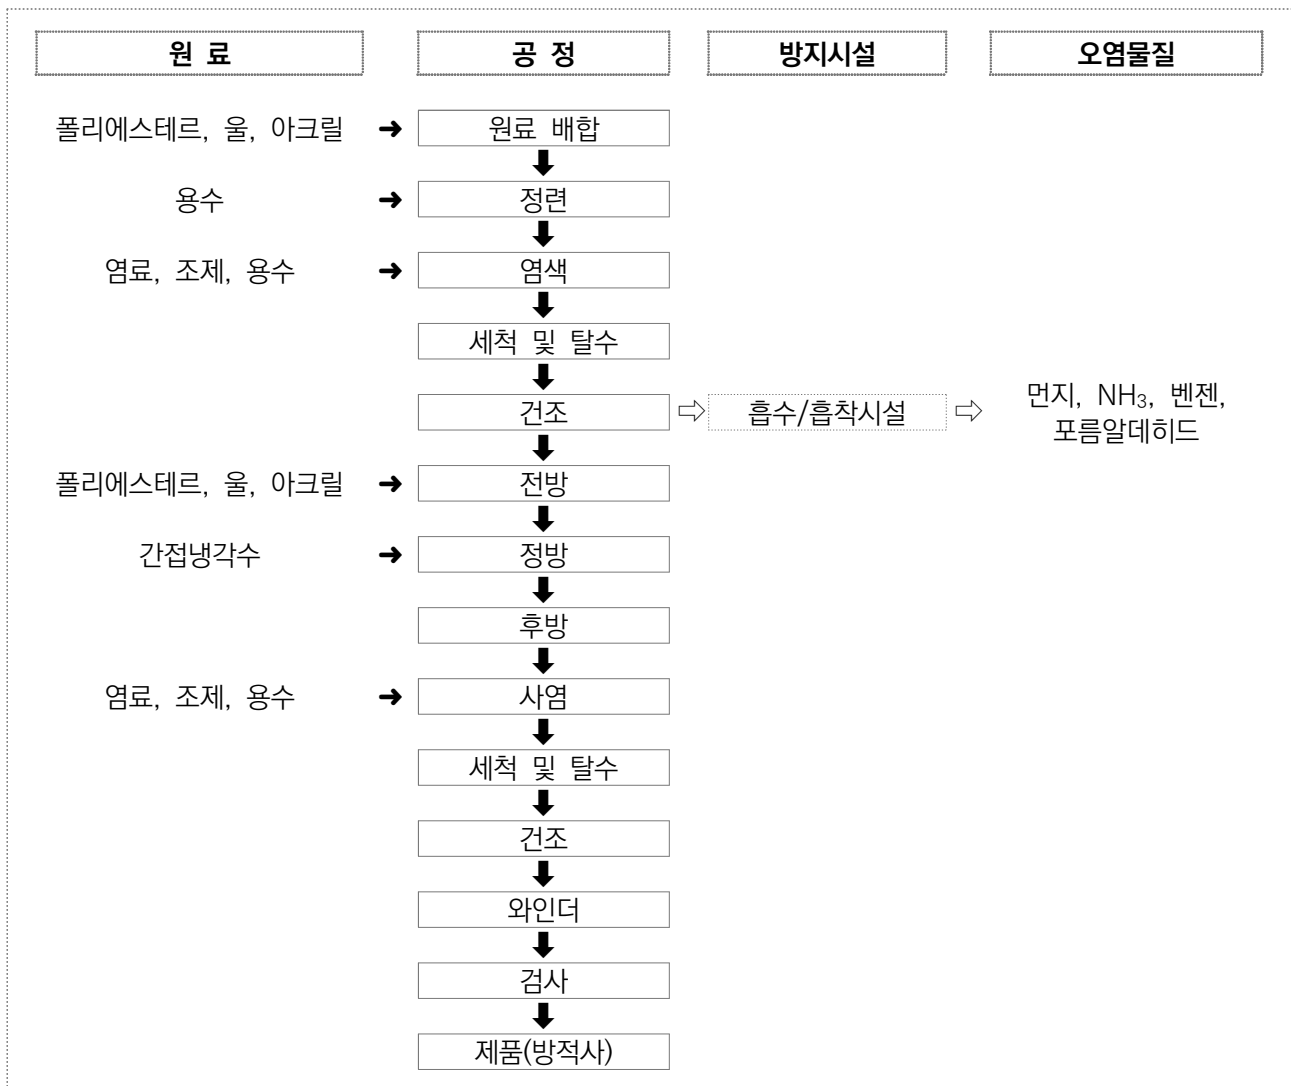 원 료 공 정 방지시설 오염물질
폴리에스테르, 울, 아크릴 → 원료 배합
용수 → 정련
염료, 조제, 용수 → 염색
세척 및 탈수
건조 ⇨ 흡수/흡착시설 ⇨ 먼지, NH₃, 벤젠,
포름알데히드
폴리에스테르, 울, 아크릴 → 전방
간접냉각수 → 정방
후방
염료, 조제, 용수 → 사염
세척 및 탈수
건조
와인더
검사
제품(방적사)